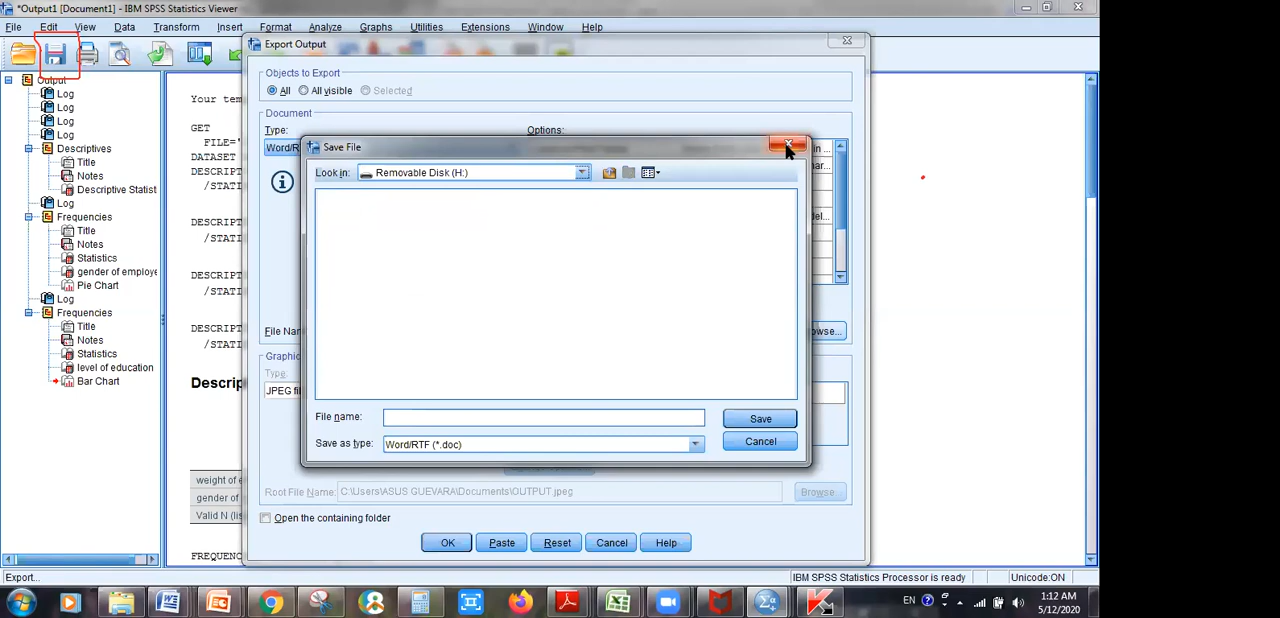 *Output1 [Document1] - IBM SPSS Statistics Viewer
File Edit View Data Transform Insert Format Analyze Graphs Utilities Extensions Window Help
Output
Log
Log
Log
Log
Descriptives
Title
Notes
Descriptive Statist
Log
Frequencies
Title
Notes
Statistics
gender of employe
Pie Chart
Log
Frequencies
Title
Notes
Statistics
level of education
Bar Chart
Your tem
GET
FILE='
DATASET
DESCRIPT
/STATI
DESCRIPT
/STATI
DESCRIPT
/STATI
DESCRIPT
/STATI
Descrip
weight of e
gender of
Valid N (lis
FREQUENC
Export Output
Objects to Export
All All visible Selected
Document
Type: Options:
Word/R
File Nam
owse...
Graphic
Type:
JPEG fil
Root File Name: C:\Users\ASUS GUEVARA\Documents\OUTPUT.jpeg Browse...
Open the containing folder
OK Paste Reset Cancel Help
Save File
Look in: Removable Disk (H:)
File name: Save
Save as type: Word/RTF (*.doc) Cancel
Export... IBM SPSS Statistics Processor is ready Unicode:ON
EN
1:12 AM
5/12/2020